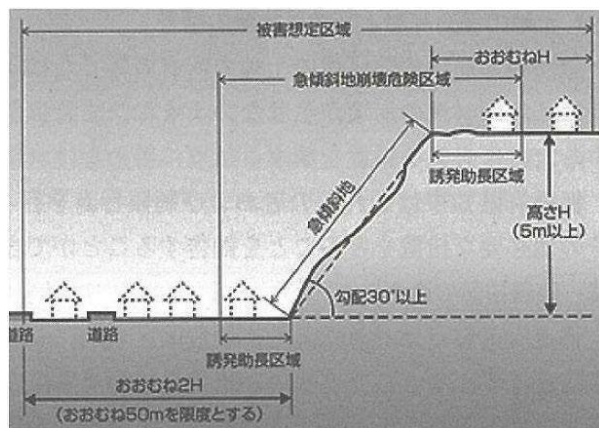 被害想定区域
おおむねH
急傾斜地崩壊危険区域
誘発助長区域
急傾斜地
高さH
(5m以上)
勾配30°以上
道路
道路
誘発助長区域
おおむね2H
(おおむね50mを限度とする)